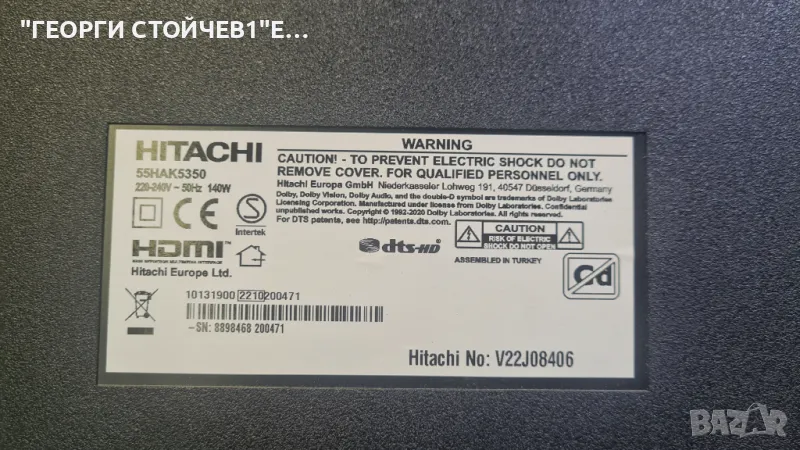 "ГЕОРГИ СТОЙЧЕВ1"Е...
HITACHI
55HAK5350
220-240V ~ 50Hz 140W
Intertek
HDMI
Hitachi Europe Ltd.
WARNING
CAUTION! - TO PREVENT ELECTRIC SHOCK DO NOT
REMOVE COVER. FOR QUALIFIED PERSONNEL ONLY.
Hitachi Europa GmbH Niederkasseler Lohweg 191, 40547 Düsseldorf, Germany
Dolby, Dolby Vision, Dolby Audio, and the double-D symbol are trademarks of Dolby Laboratories
Licensing Corporation. Manufactured under license from Dolby Laboratories. Confidential
unpublished works. Copyright © 1992-2020 Dolby Laboratories. All rights reserved.
For DTS patents, see http://patents.dts.com.
dts-HD
CAUTION
RISK OF ELECTRIC
SHOCK DO NOT OPEN
ASSEMBLED IN TURKEY
Cd
10131900 2210200471
-SN: 8898468 200471
Hitachi No: V22J08406
BAZAR